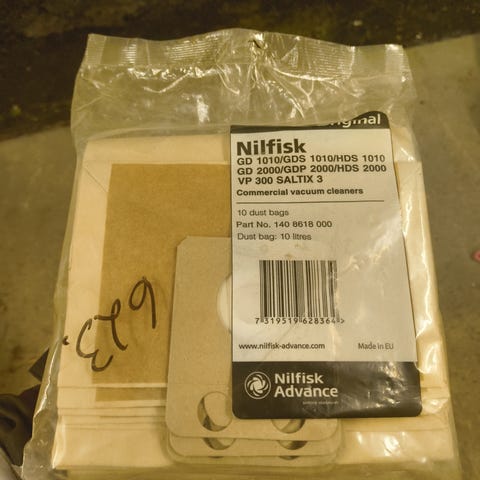 Original
Nilfisk
GD 1010/GDS 1010/HDS 1010
GD 2000/GDP 2000/HDS 2000
VP 300 SALTIX 3
Commercial vacuum cleaners
10 dust bags
Part No. 140 8618 000
Dust bag: 10 litres
7 319519 628364 >
www.nilfisk-advance.com
Made in EU
Nilfisk
Advance